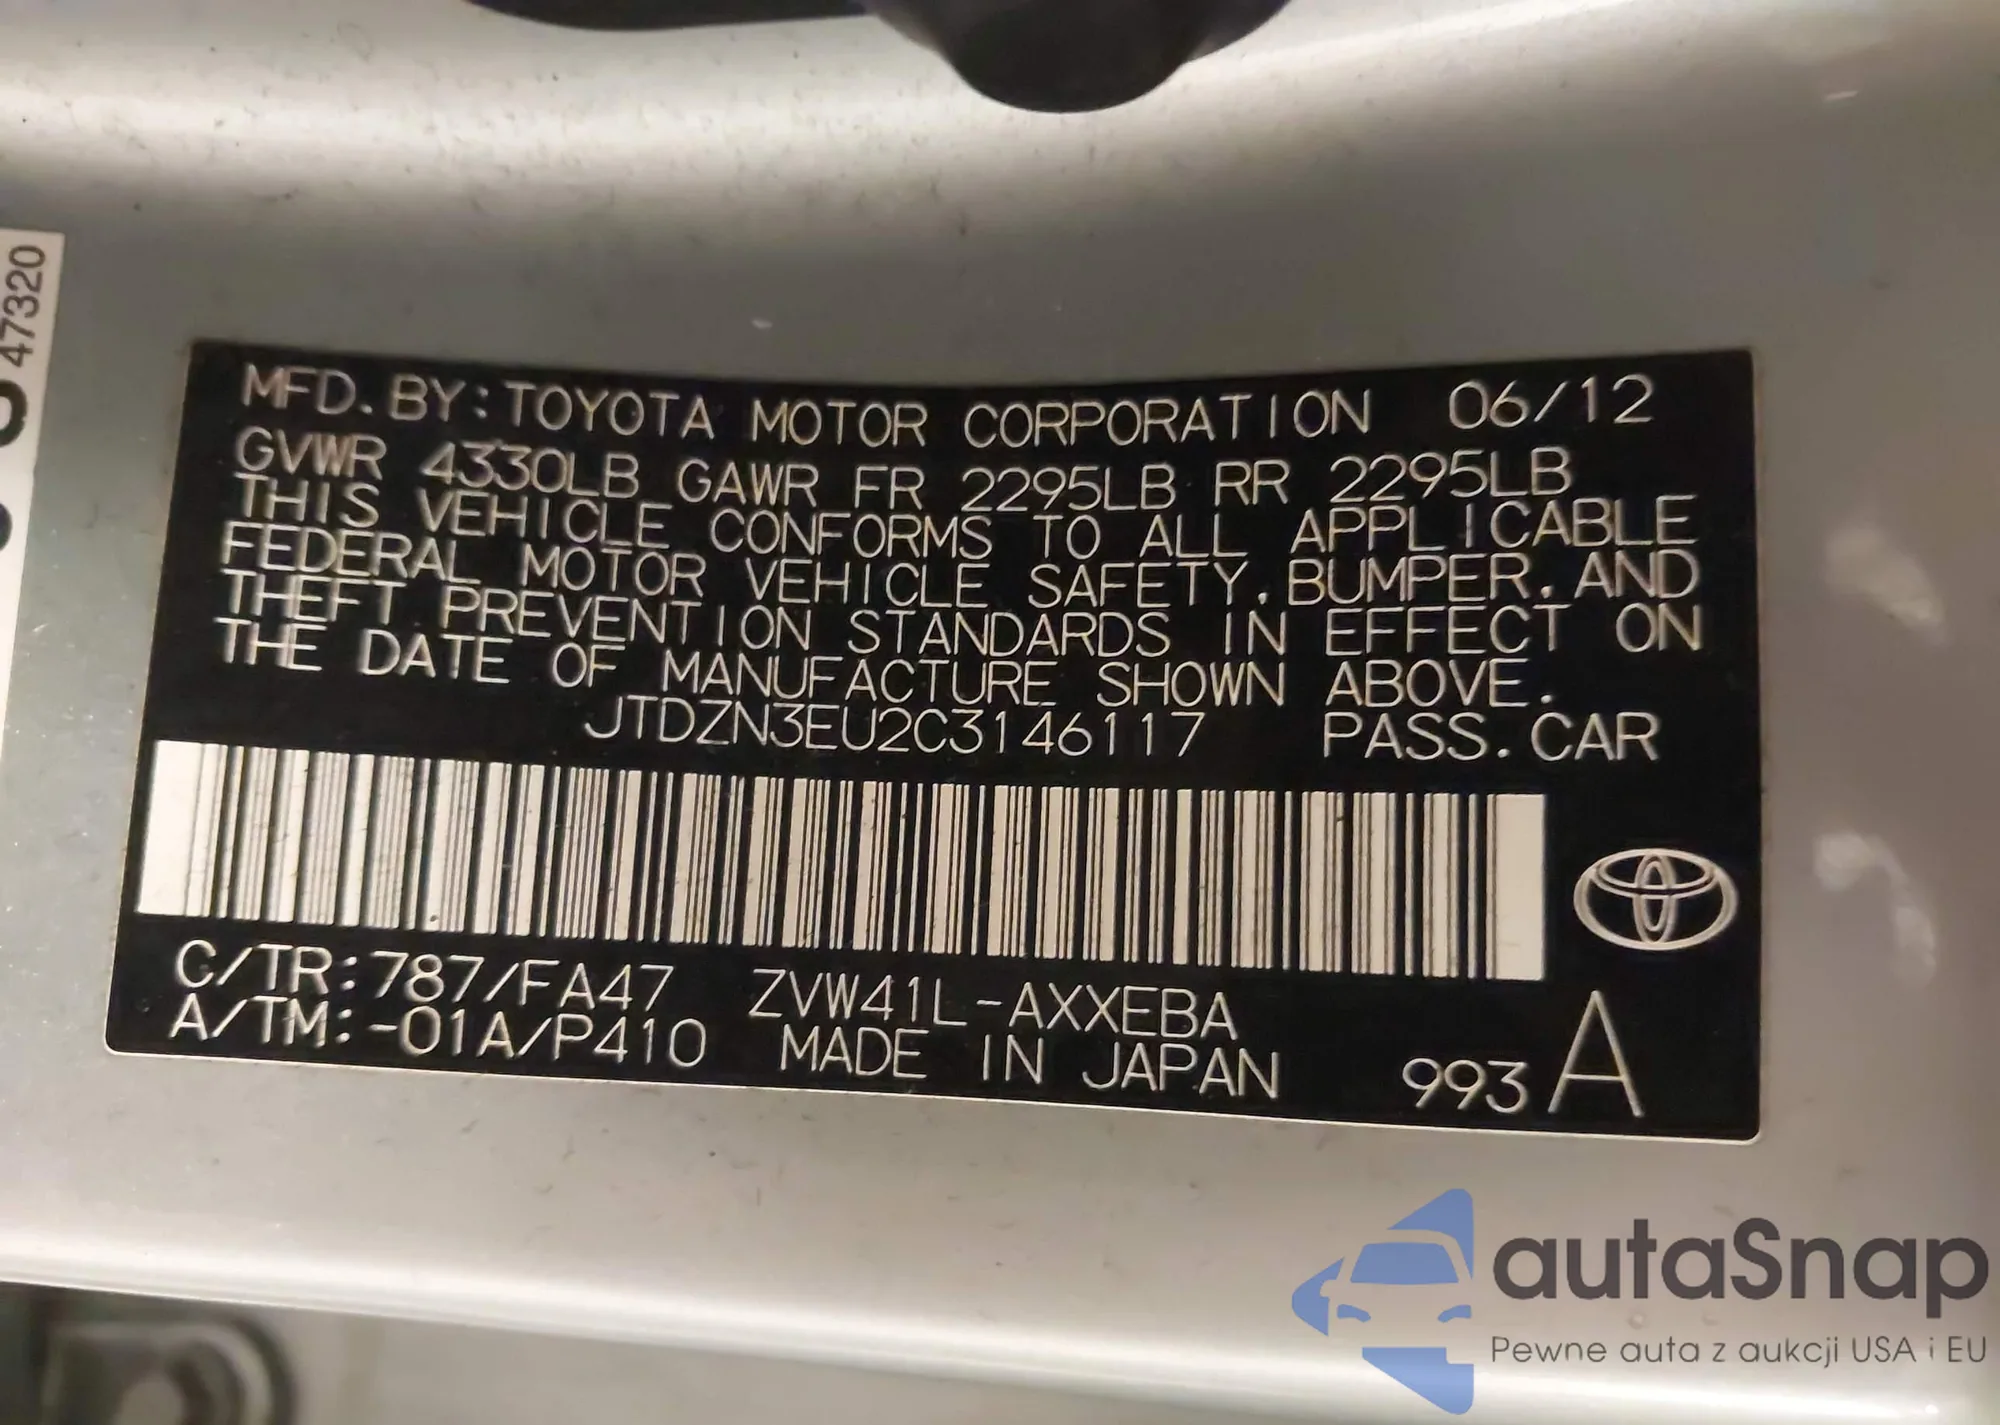 47320
MFD. BY: TOYOTA MOTOR CORPORATION 06/12
GVWR 4330LB GAWR FR 2295LB RR 2295LB
THIS VEHICLE CONFORMS TO ALL APPLICABLE
FEDERAL MOTOR VEHICLE SAFETY, BUMPER, AND
THEFT PREVENTION STANDARDS IN EFFECT ON
THE DATE OF MANUFACTURE SHOWN ABOVE.
JTDZN3EU2C3146117 PASS. CAR
C/TR: 787/FA47 ZVW41L-AXXEBA
A/TM: -01A/P410 MADE IN JAPAN 993 A
autaSnap
Pewne auta z aukcji USA i EU